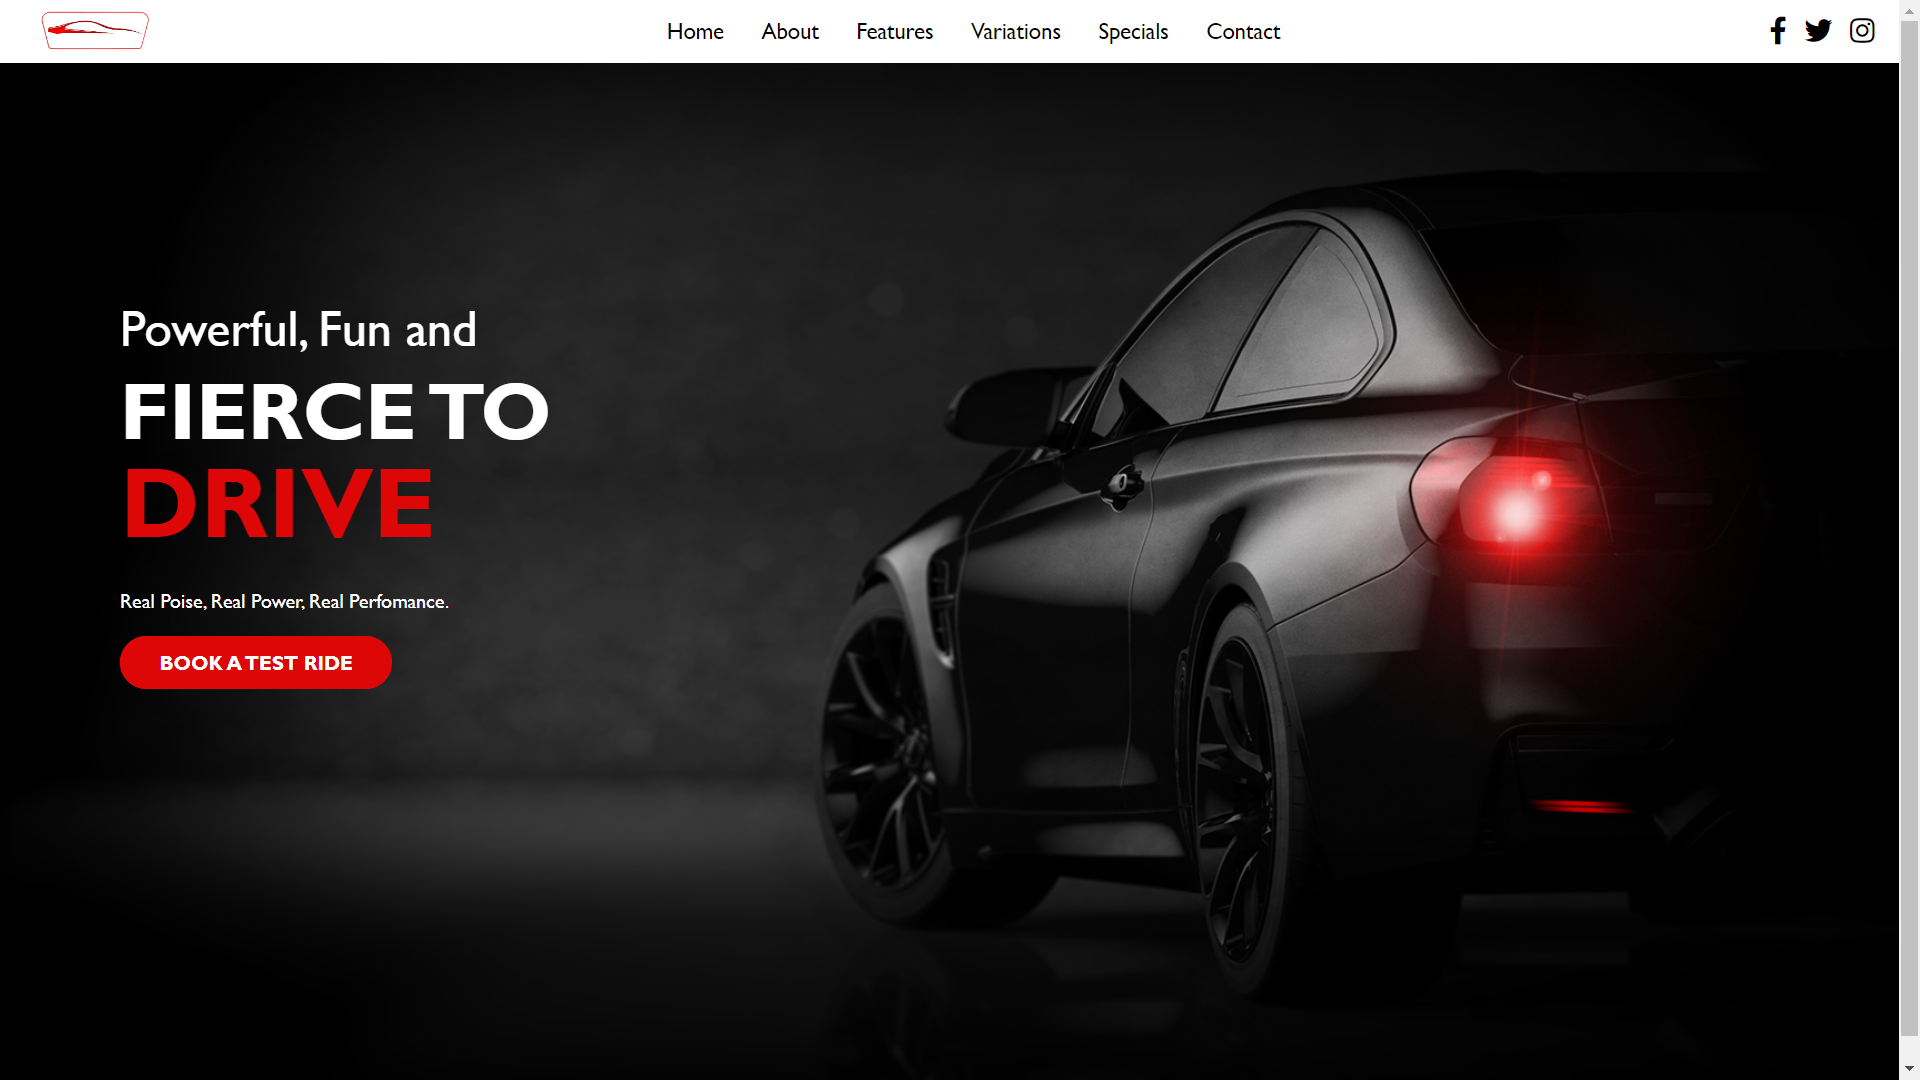 Home About Features Variations Specials Contact
Powerful, Fun and
FIERCE TO
DRIVE
Real Poise, Real Power, Real Perfomance.
BOOK A TEST RIDE